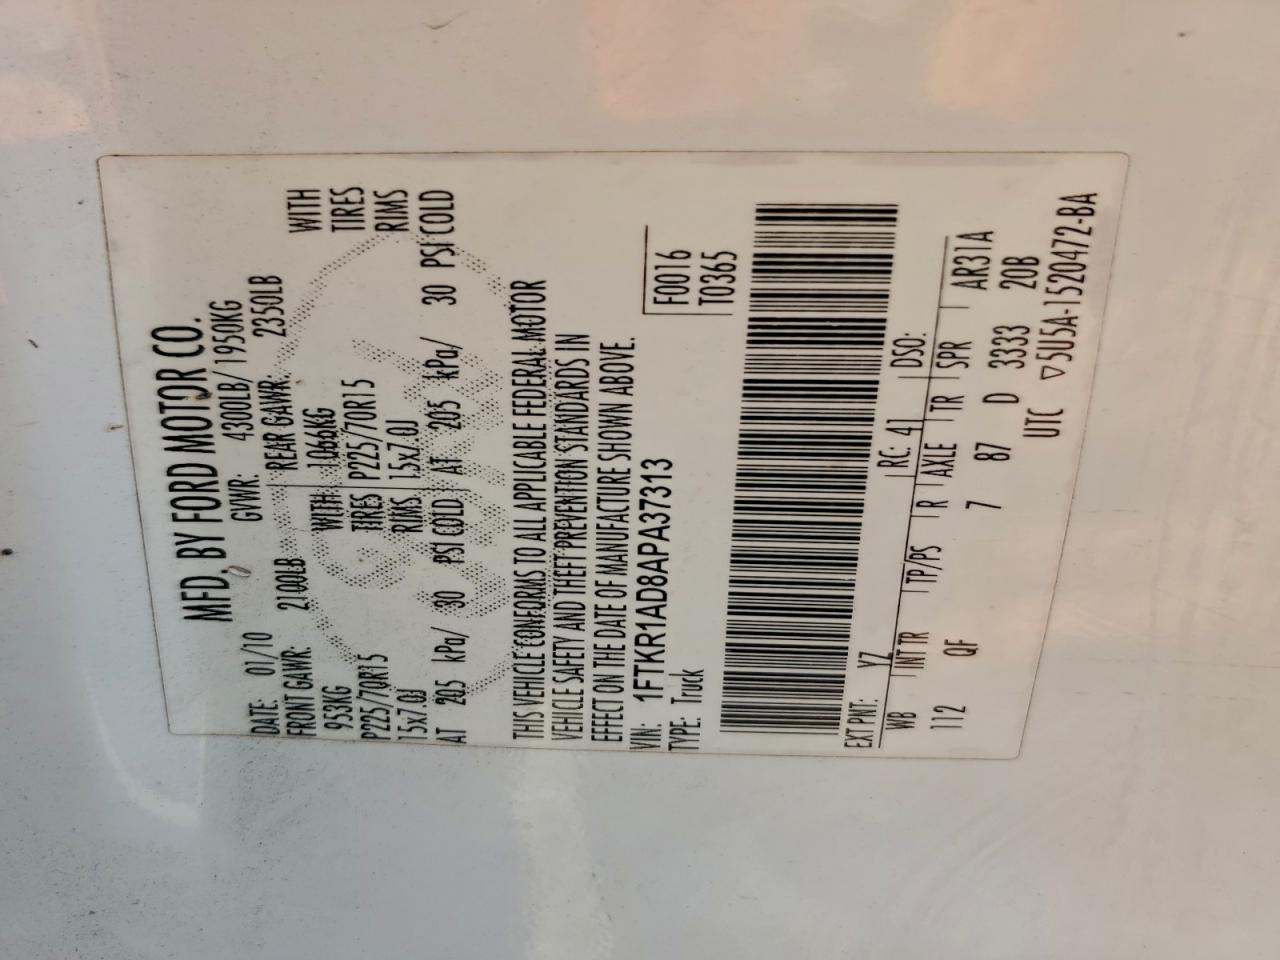 MFD. BY FORD MOTOR CO.
DATE: 01/10 GVWR: 4300LB/1950KG
FRONT GAWR: 2100LB REAR GAWR: 2350LB
953KG WITH 1066KG WITH
P225/70R15 TIRES P225/70R15 TIRES
15x7.0J RIMS 15x7.0J RIMS
AT 205 kPa/ 30 PSI COLD AT 205 kPa/ 30 PSI COLD
THIS VEHICLE CONFORMS TO ALL APPLICABLE FEDERAL MOTOR
VEHICLE SAFETY AND THEFT PREVENTION STANDARDS IN
EFFECT ON THE DATE OF MANUFACTURE SHOWN ABOVE.
VIN: 1FTKR1AD8APA37313 F0016
TYPE: Truck T0365
EXT PNT: YZ RC: 41 DSO:
WB INT TR TP/PS R AXLE TR SPR AR31A
112 QF 7 87 D 3333 20B
UTC ▽5U5A-1520472-BA